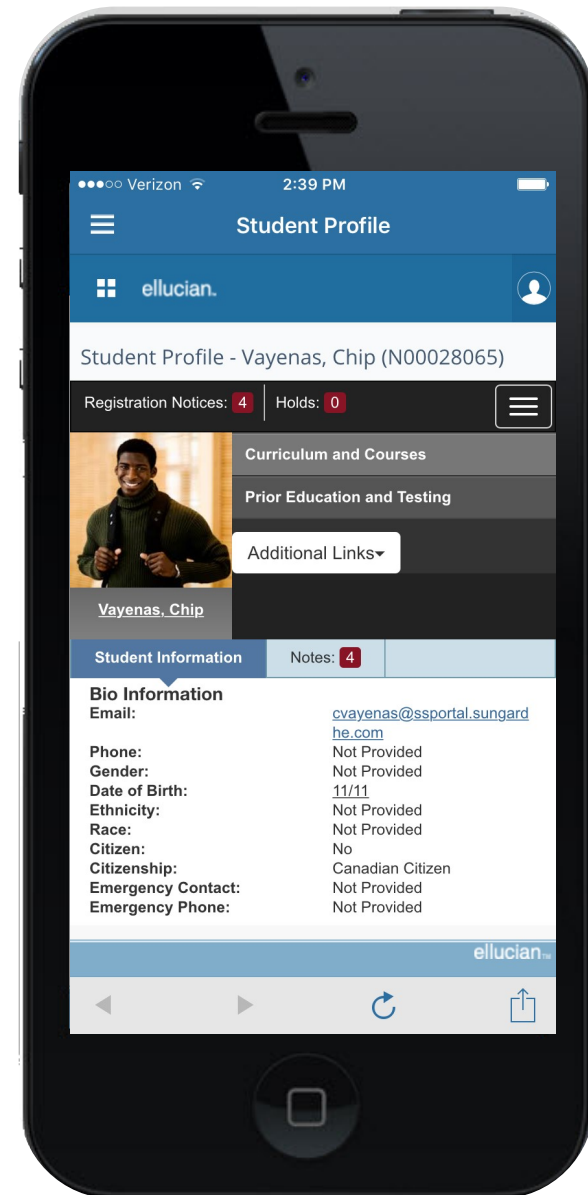 Verizon 2:39 PM
Student Profile
ellucian.
Student Profile - Vayenas, Chip (N00028065)
Registration Notices: 4 Holds: 0
Curriculum and Courses
Prior Education and Testing
Additional Links
Vayenas, Chip
Student Information Notes: 4
Bio Information
Email: cvayenas@ssportal.sungard
he.com
Phone: Not Provided
Gender: Not Provided
Date of Birth: 11/11
Ethnicity: Not Provided
Race: Not Provided
Citizen: No
Citizenship: Canadian Citizen
Emergency Contact: Not Provided
Emergency Phone: Not Provided
ellucian™